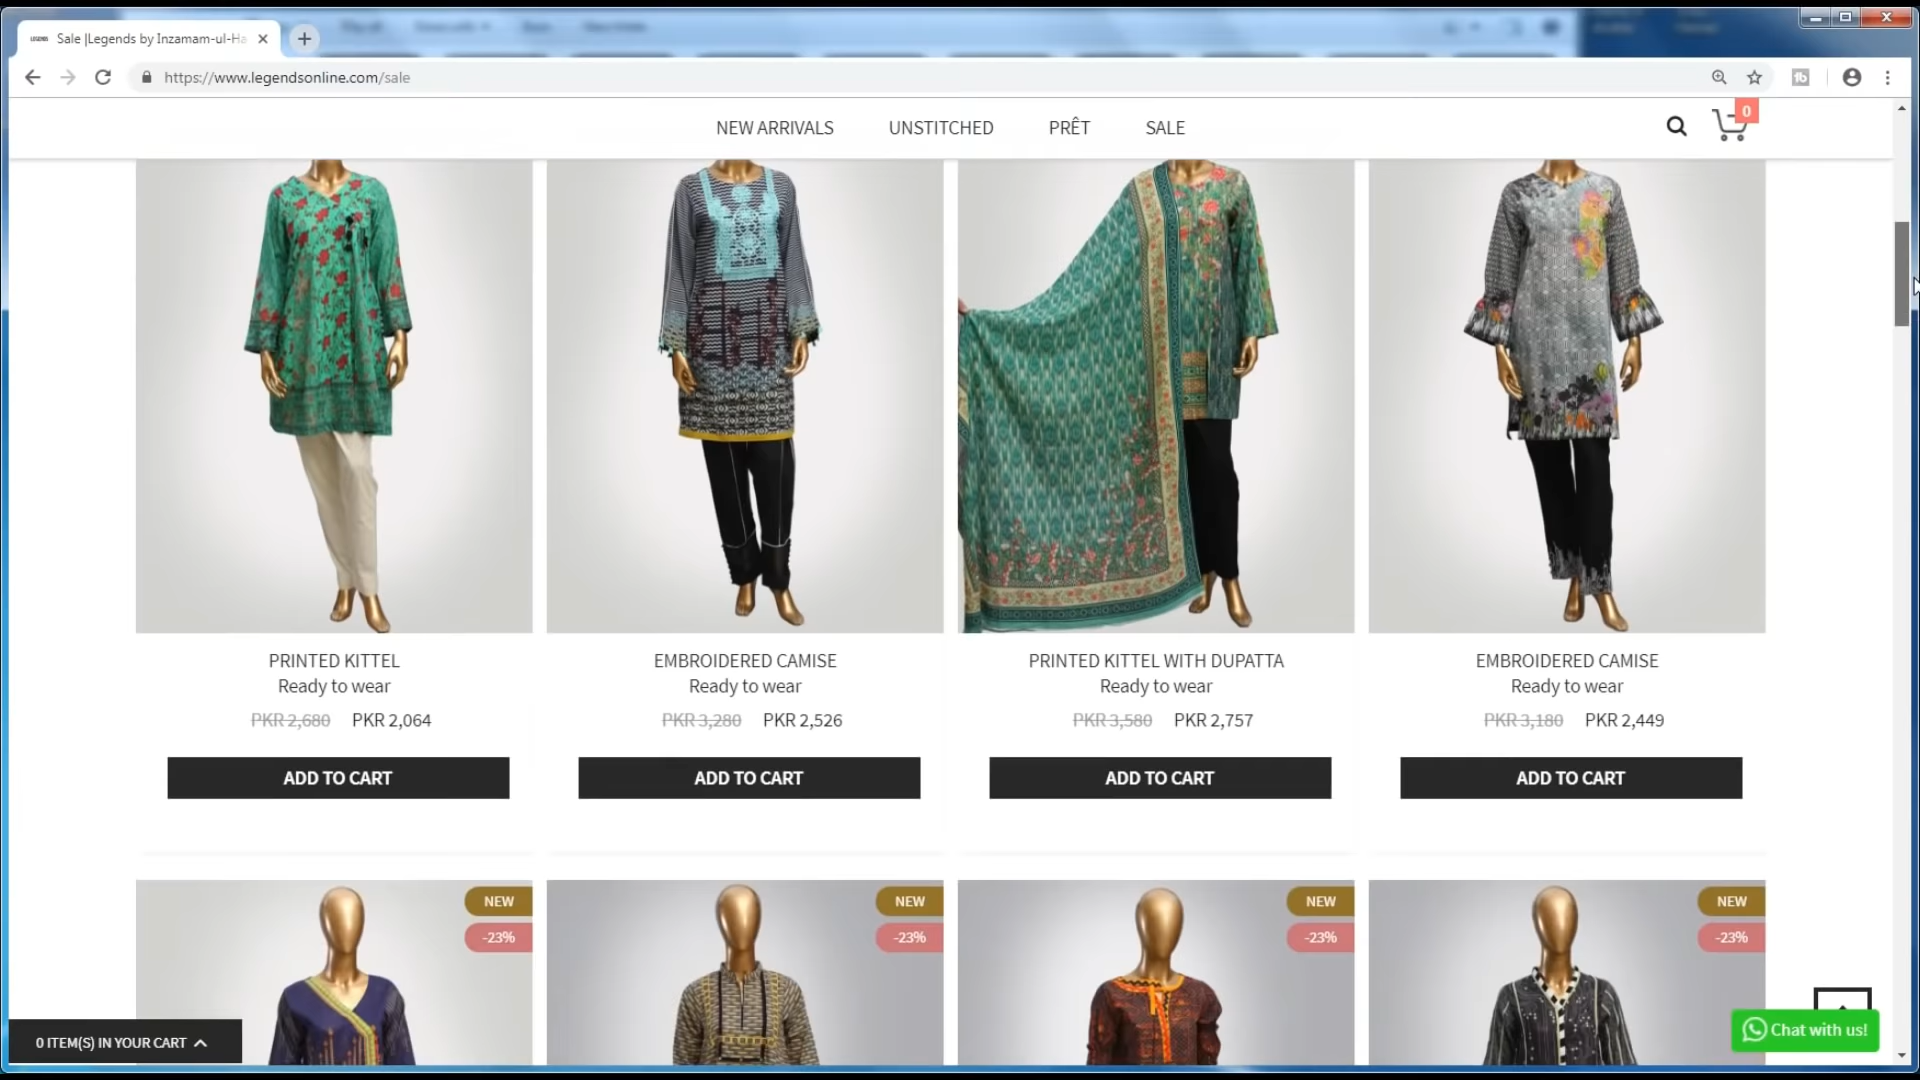 Sale |Legends by Inzamam-ul-Ha
https://www.legendsonline.com/sale
NEW ARRIVALS
UNSTITCHED
PRÊT
SALE
0
PRINTED KITTEL
Ready to wear
PKR 2,680 PKR 2,064
ADD TO CART
EMBROIDERED CAMISE
Ready to wear
PKR 3,280 PKR 2,526
ADD TO CART
PRINTED KITTEL WITH DUPATTA
Ready to wear
PKR 3,580 PKR 2,757
ADD TO CART
EMBROIDERED CAMISE
Ready to wear
PKR 3,180 PKR 2,449
ADD TO CART
NEW
-23%
NEW
-23%
NEW
-23%
NEW
-23%
0 ITEM(S) IN YOUR CART
Chat with us!